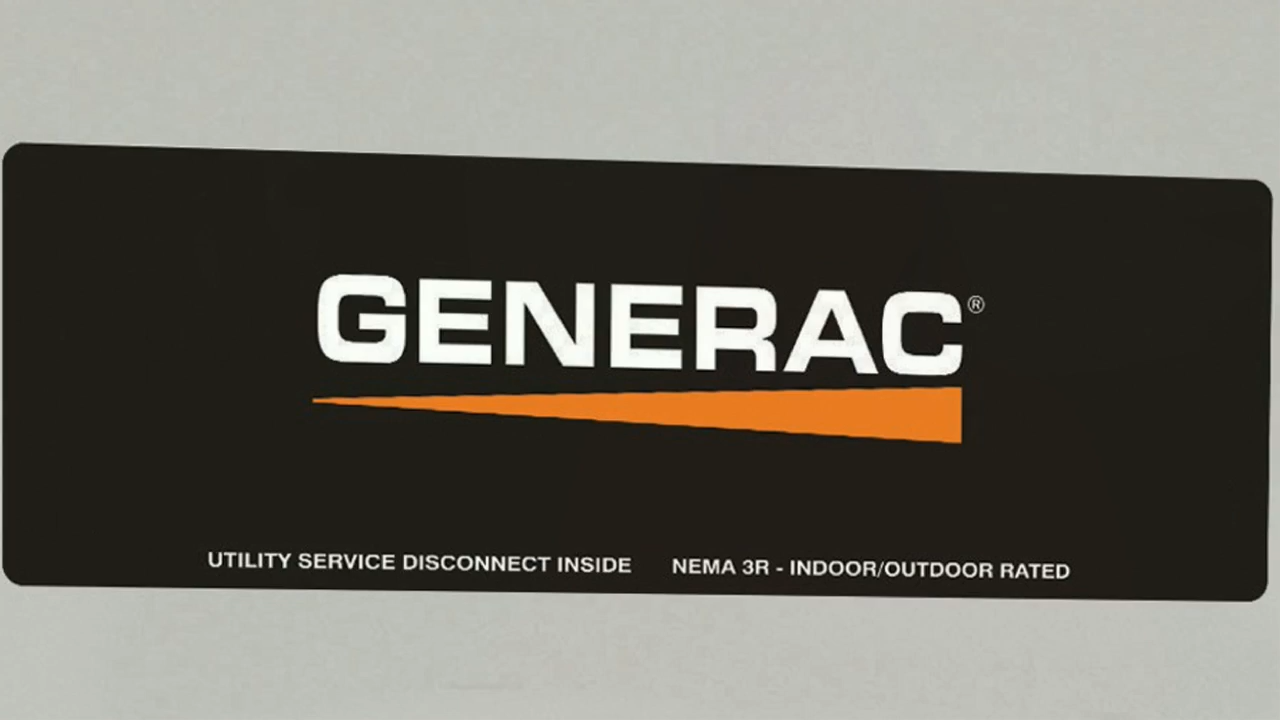 GENERAC®
UTILITY SERVICE DISCONNECT INSIDE NEMA 3R - INDOOR/OUTDOOR RATED